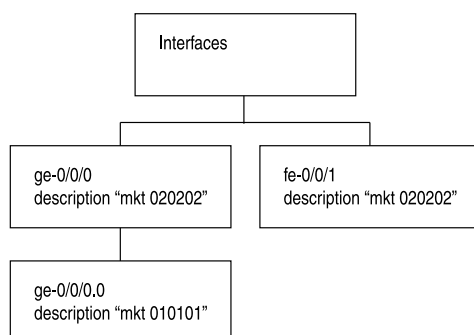 Interfaces
ge-0/0/0
description “mkt 020202”
fe-0/0/1
description “mkt 020202”
ge-0/0/0.0
description “mkt 010101”